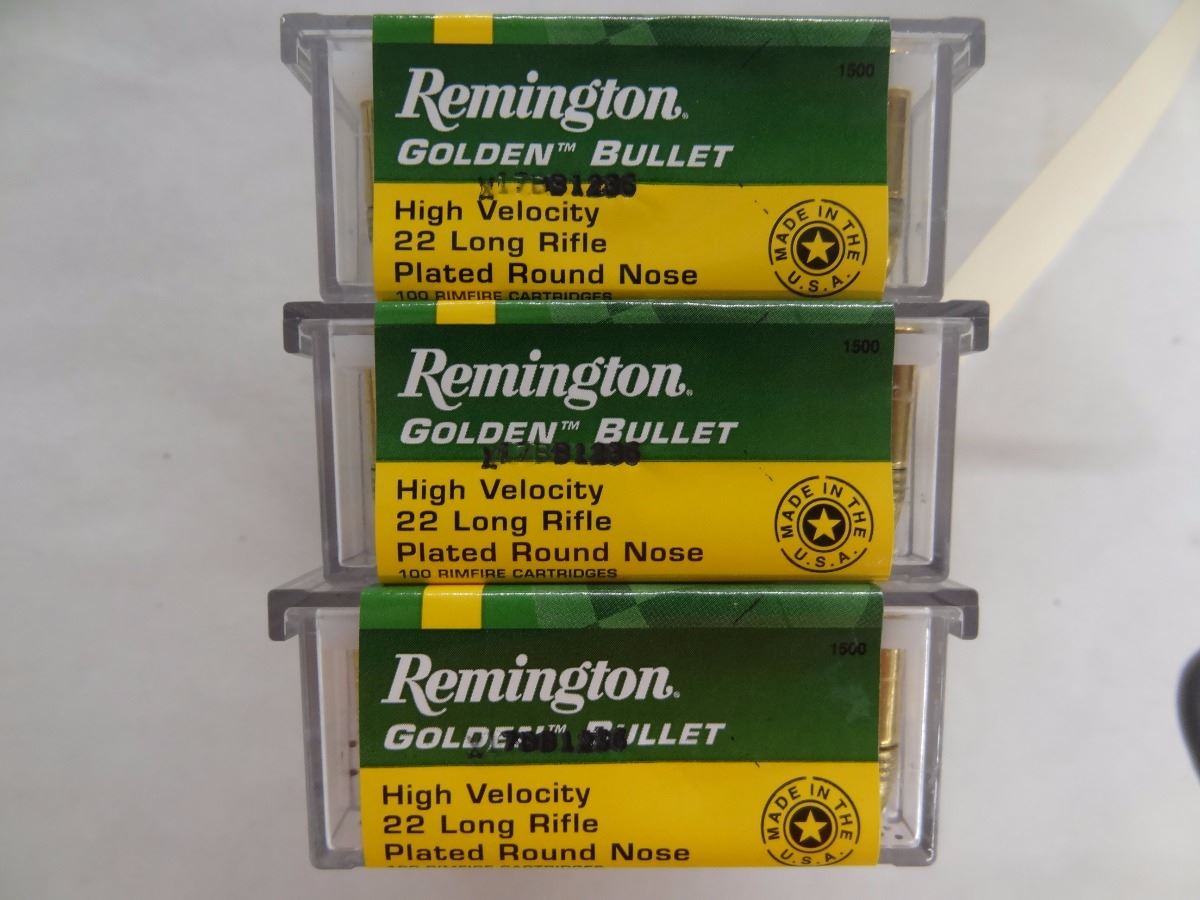 1500
Remington®
GOLDEN™ BULLET
High Velocity
22 Long Rifle
Plated Round Nose
100 RIMFIRE CARTRIDGES
MADE IN THE
U.S.A.
1500
Remington®
GOLDEN™ BULLET
High Velocity
22 Long Rifle
Plated Round Nose
100 RIMFIRE CARTRIDGES
MADE IN THE
U.S.A.
1500
Remington®
GOLDEN™ BULLET
High Velocity
22 Long Rifle
Plated Round Nose
MADE IN THE
U.S.A.